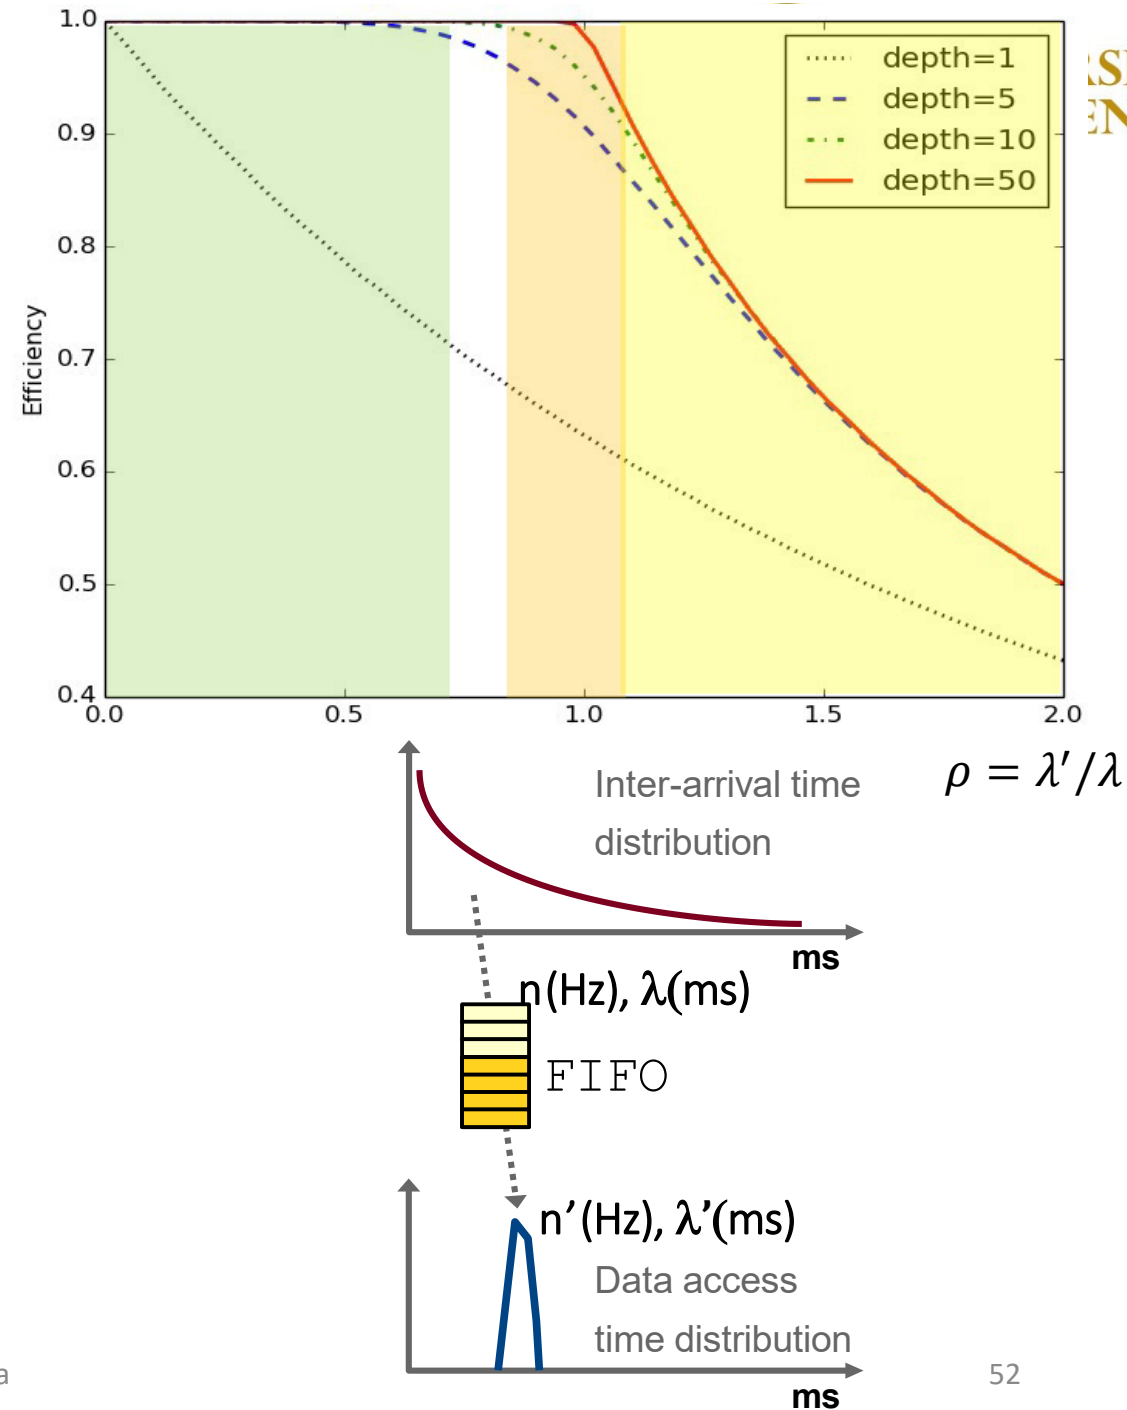 1.0
0.9
0.8
0.7
0.6
0.5
0.4
Efficiency
depth=1
depth=5
depth=10
depth=50
0.0 0.5 1.0 1.5 2.0
ρ = λ′/λ
Inter-arrival time
distribution
ms
n(Hz), λ(ms)
FIFO
n′(Hz), λ’(ms)
Data access
time distribution
ms
52